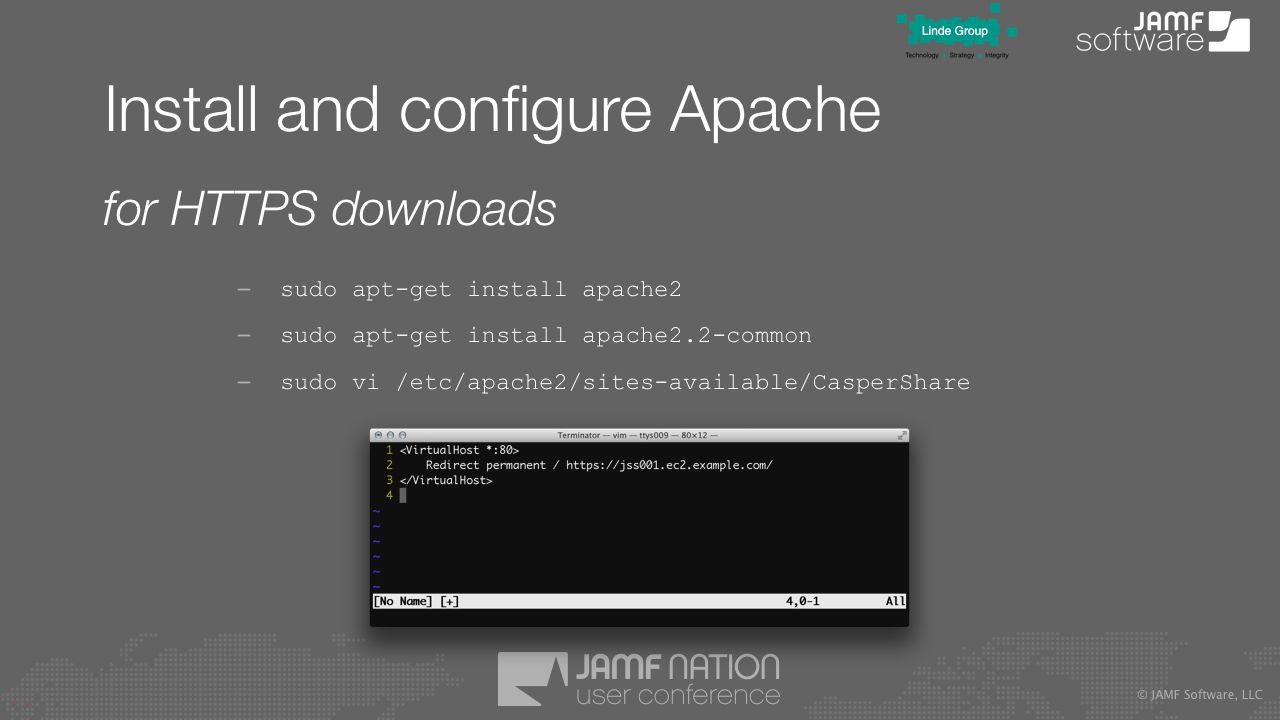 Linde Group
Technology Strategy Integrity
JAMF
software
Install and configure Apache
for HTTPS downloads
– sudo apt-get install apache2
– sudo apt-get install apache2.2-common
– sudo vi /etc/apache2/sites-available/CasperShare
Terminator — vim — ttys009 — 80×12 —
1 <VirtualHost *:80>
2     Redirect permanent / https://jss001.ec2.example.com/
3 </VirtualHost>
4
~
~
~
~
~
~
[No Name] [+] 4,0-1 All
JAMF NATION
user conference
© JAMF Software, LLC